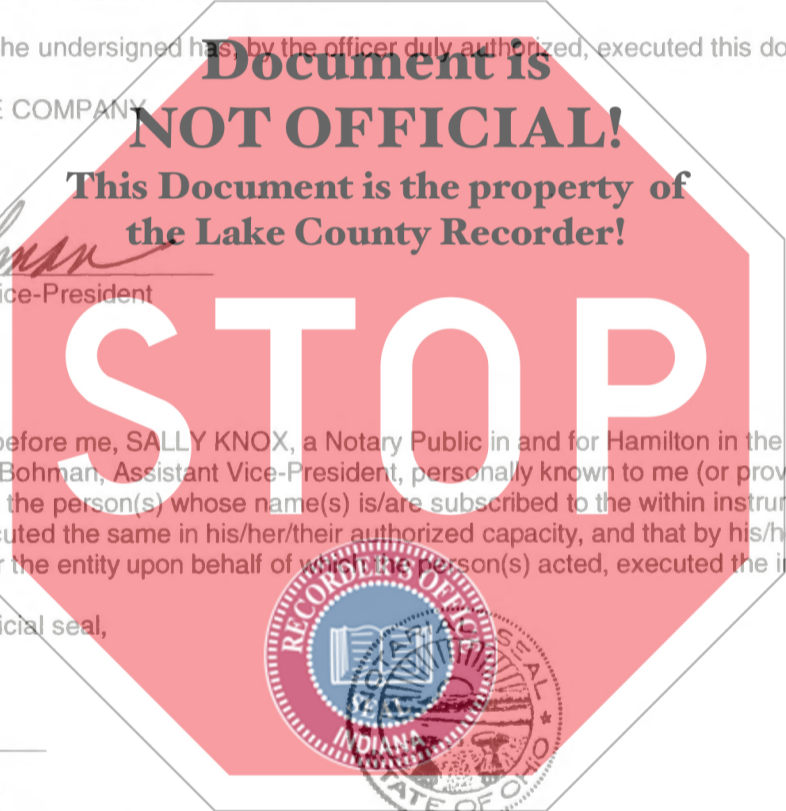 he undersigned has, by the officer duly authorized, executed this do
Document is
E COMPANY
NOT OFFICIAL!
This Document is the property of
the Lake County Recorder!
ice-President
STOP
before me, SALLY KNOX, a Notary Public in and for Hamilton in the
Bohman, Assistant Vice-President, personally known to me (or prov
the person(s) whose name(s) is/are subscribed to the within instru
cuted the same in his/her/their authorized capacity, and that by his/h
r the entity upon behalf of which the person(s) acted, executed the i
icial seal,
RECORDER'S OFFICE
SEAL
INDIANA
NOTARIAL SEAL
STATE OF OHIO